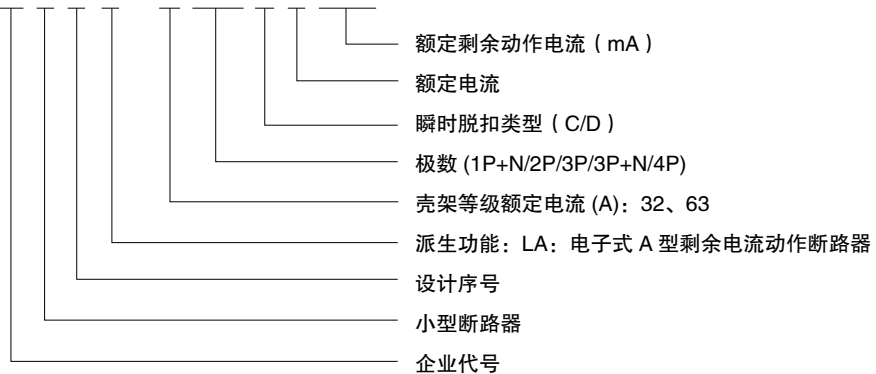 额定剩余动作电流（mA）
额定电流
瞬时脱扣类型（C/D）
极数 (1P+N/2P/3P/3P+N/4P)
壳架等级额定电流 (A)：32、63
派生功能：LA：电子式 A 型剩余电流动作断路器
设计序号
小型断路器
企业代号